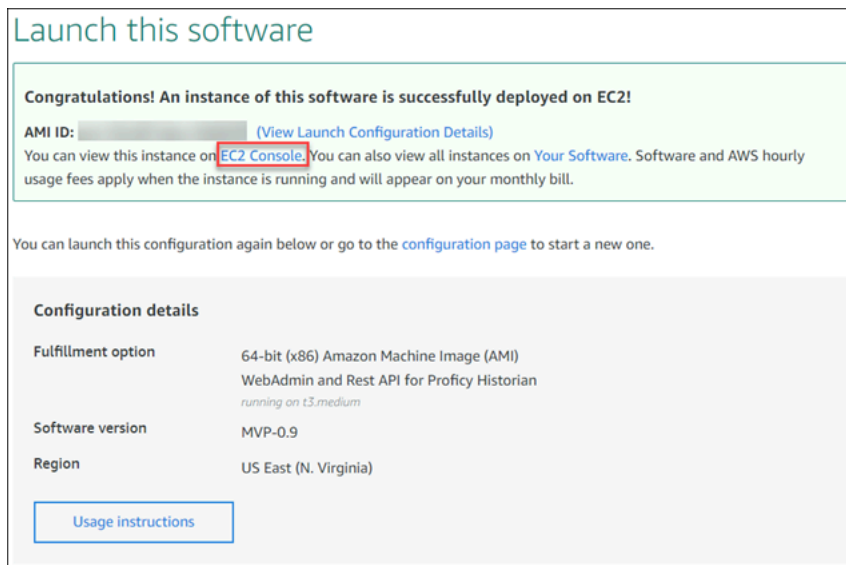 Launch this software
Congratulations! An instance of this software is successfully deployed on EC2!
AMI ID: (View Launch Configuration Details)
You can view this instance on EC2 Console. You can also view all instances on Your Software. Software and AWS hourly
usage fees apply when the instance is running and will appear on your monthly bill.
You can launch this configuration again below or go to the configuration page to start a new one.
Configuration details
Fulfillment option
64-bit (x86) Amazon Machine Image (AMI)
WebAdmin and Rest API for Proficy Historian
running on t3.medium
Software version
MVP-0.9
Region
US East (N. Virginia)
Usage instructions